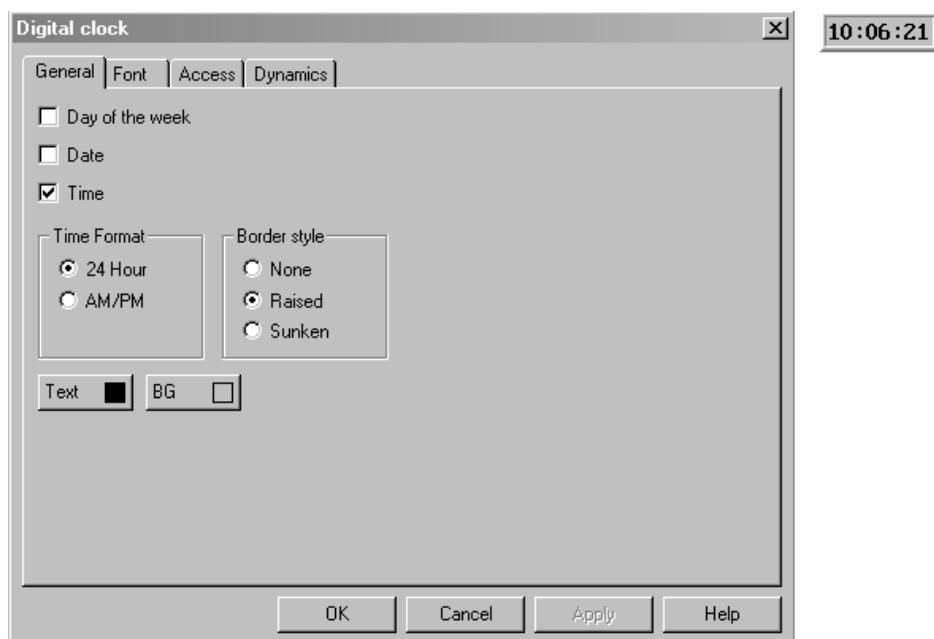 Digital clock
10:06:21
General Font Access Dynamics
Day of the week
Date
Time
Time Format Border style
24 Hour None
AM/PM Raised
Sunken
Text BG
OK Cancel Apply Help